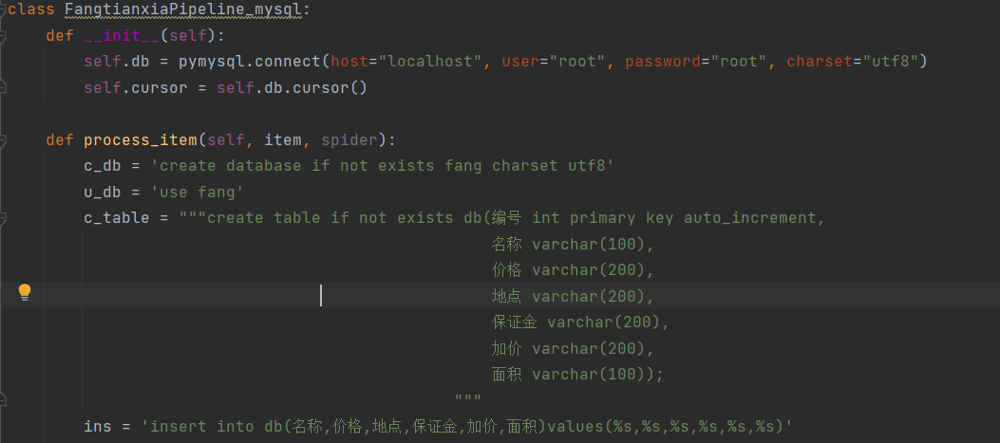 class FangtianxiaPipeline_mysql:
    def __init__(self):
        self.db = pymysql.connect(host="localhost", user="root", password="root", charset="utf8")
        self.cursor = self.db.cursor()
    def process_item(self, item, spider):
        c_db = 'create database if not exists fang charset utf8'
        u_db = 'use fang'
        c_table = """create table if not exists db(编号 int primary key auto_increment,
                                                   名称 varchar(100),
                                                   价格 varchar(200),
                                                   地点 varchar(200),
                                                   保证金 varchar(200),
                                                   加价 varchar(200),
                                                   面积 varchar(100));
                                               """
        ins = 'insert into db(名称,价格,地点,保证金,加价,面积)values(%s,%s,%s,%s,%s,%s)'